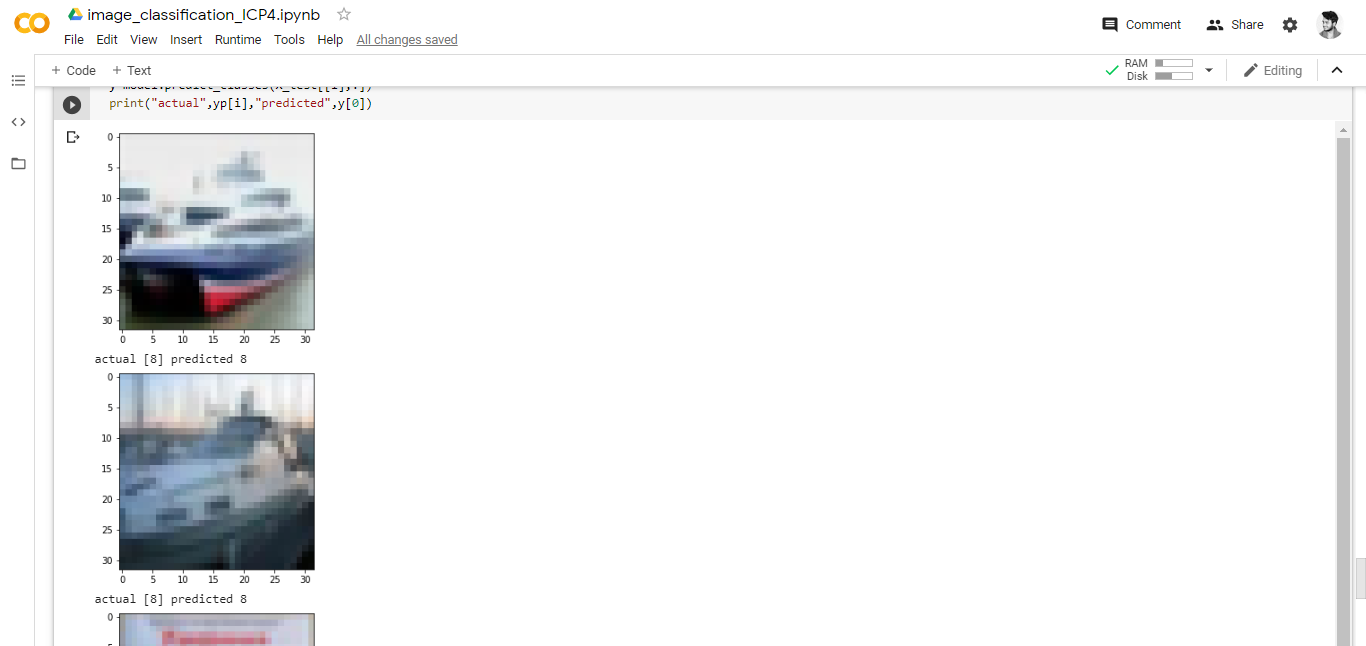 image_classification_ICP4.ipynb
File Edit View Insert Runtime Tools Help All changes saved
Comment Share
+ Code + Text
RAM
Disk
Editing
y=model.predict_classes(x_test[[i],:])
print("actual",yp[i],"predicted",y[0])
0
5
10
15
20
25
30
0 5 10 15 20 25 30
actual [8] predicted 8
0
5
10
15
20
25
30
0 5 10 15 20 25 30
actual [8] predicted 8
0